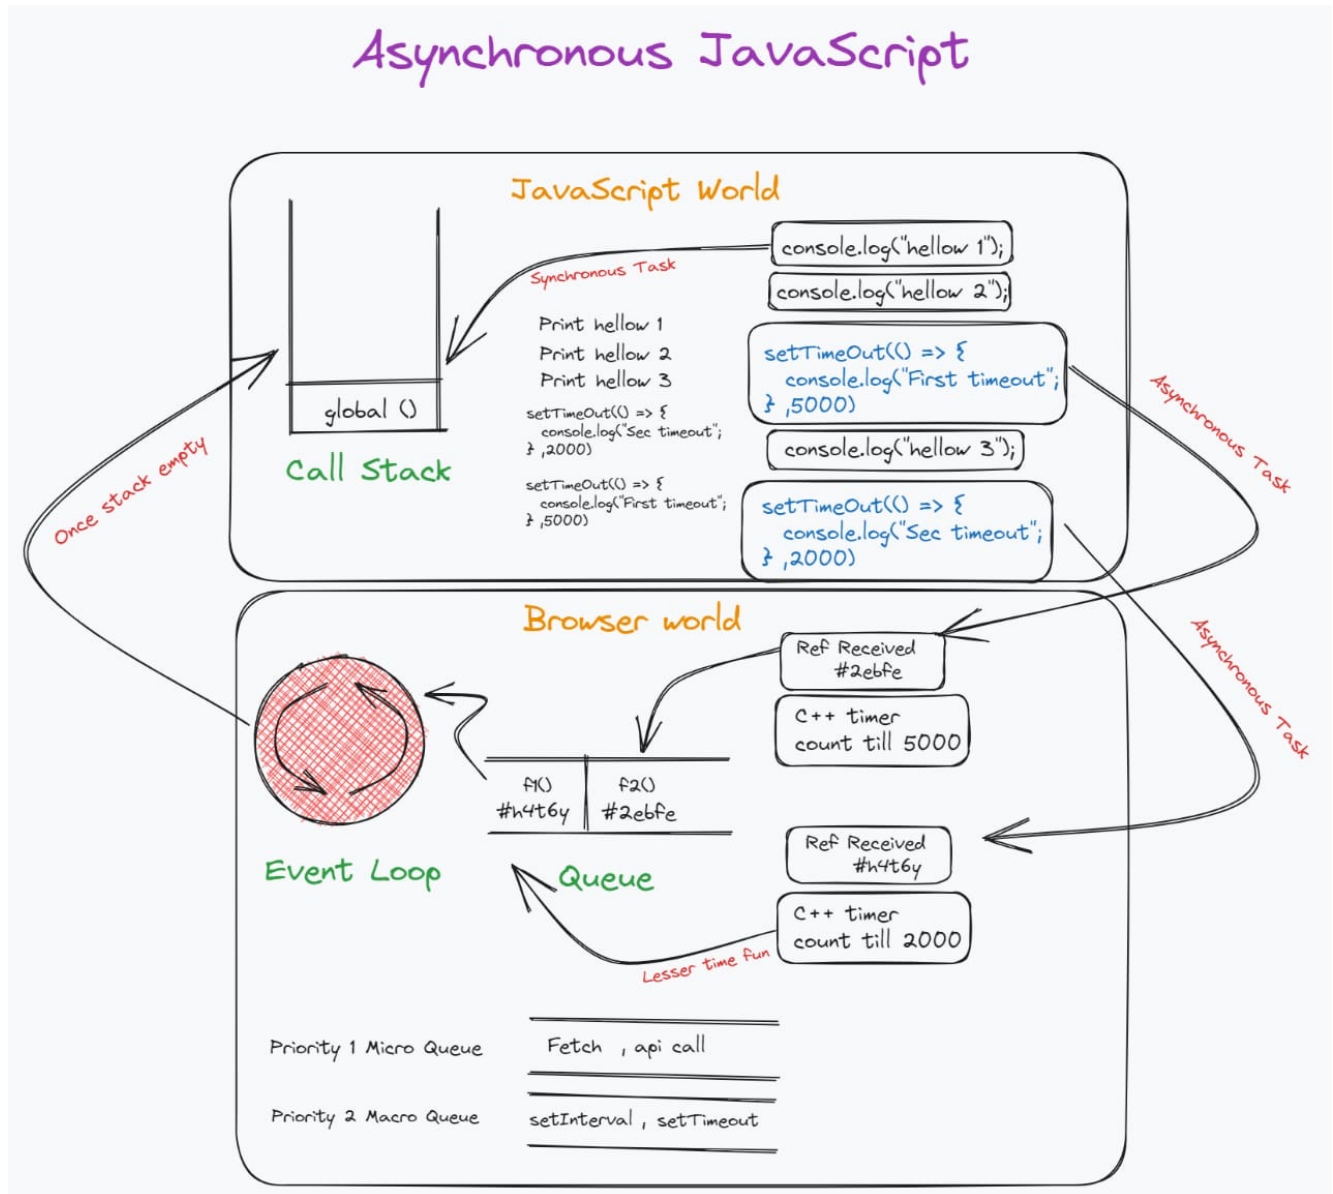 Asynchronous JavaScript
JavaScript World
console.log("hellow 1");
Synchronous Task
console.log("hellow 2");
Print hellow 1
Print hellow 2
Print hellow 3
setTimeOut(() => {
console.log("Sec timeout";
} ,2000)
setTimeOut(() => {
console.log("First timeout";
} ,5000)
setTimeOut(() => {
console.log("First timeout";
} ,5000)
console.log("hellow 3");
setTimeOut(() => {
console.log("Sec timeout";
} ,2000)
global ()
Call Stack
Once stack empty
Asynchronous Task
Asynchronous Task
Browser world
Ref Received
#2ebfe
C++ timer
count till 5000
f1()
#h4t6y
f2()
#2ebfe
Ref Received
#h4t6y
Event Loop
Queue
C++ timer
count till 2000
Lesser time fun
Priority 1 Micro Queue
Fetch , api call
Priority 2 Macro Queue
setInterval , setTimeout